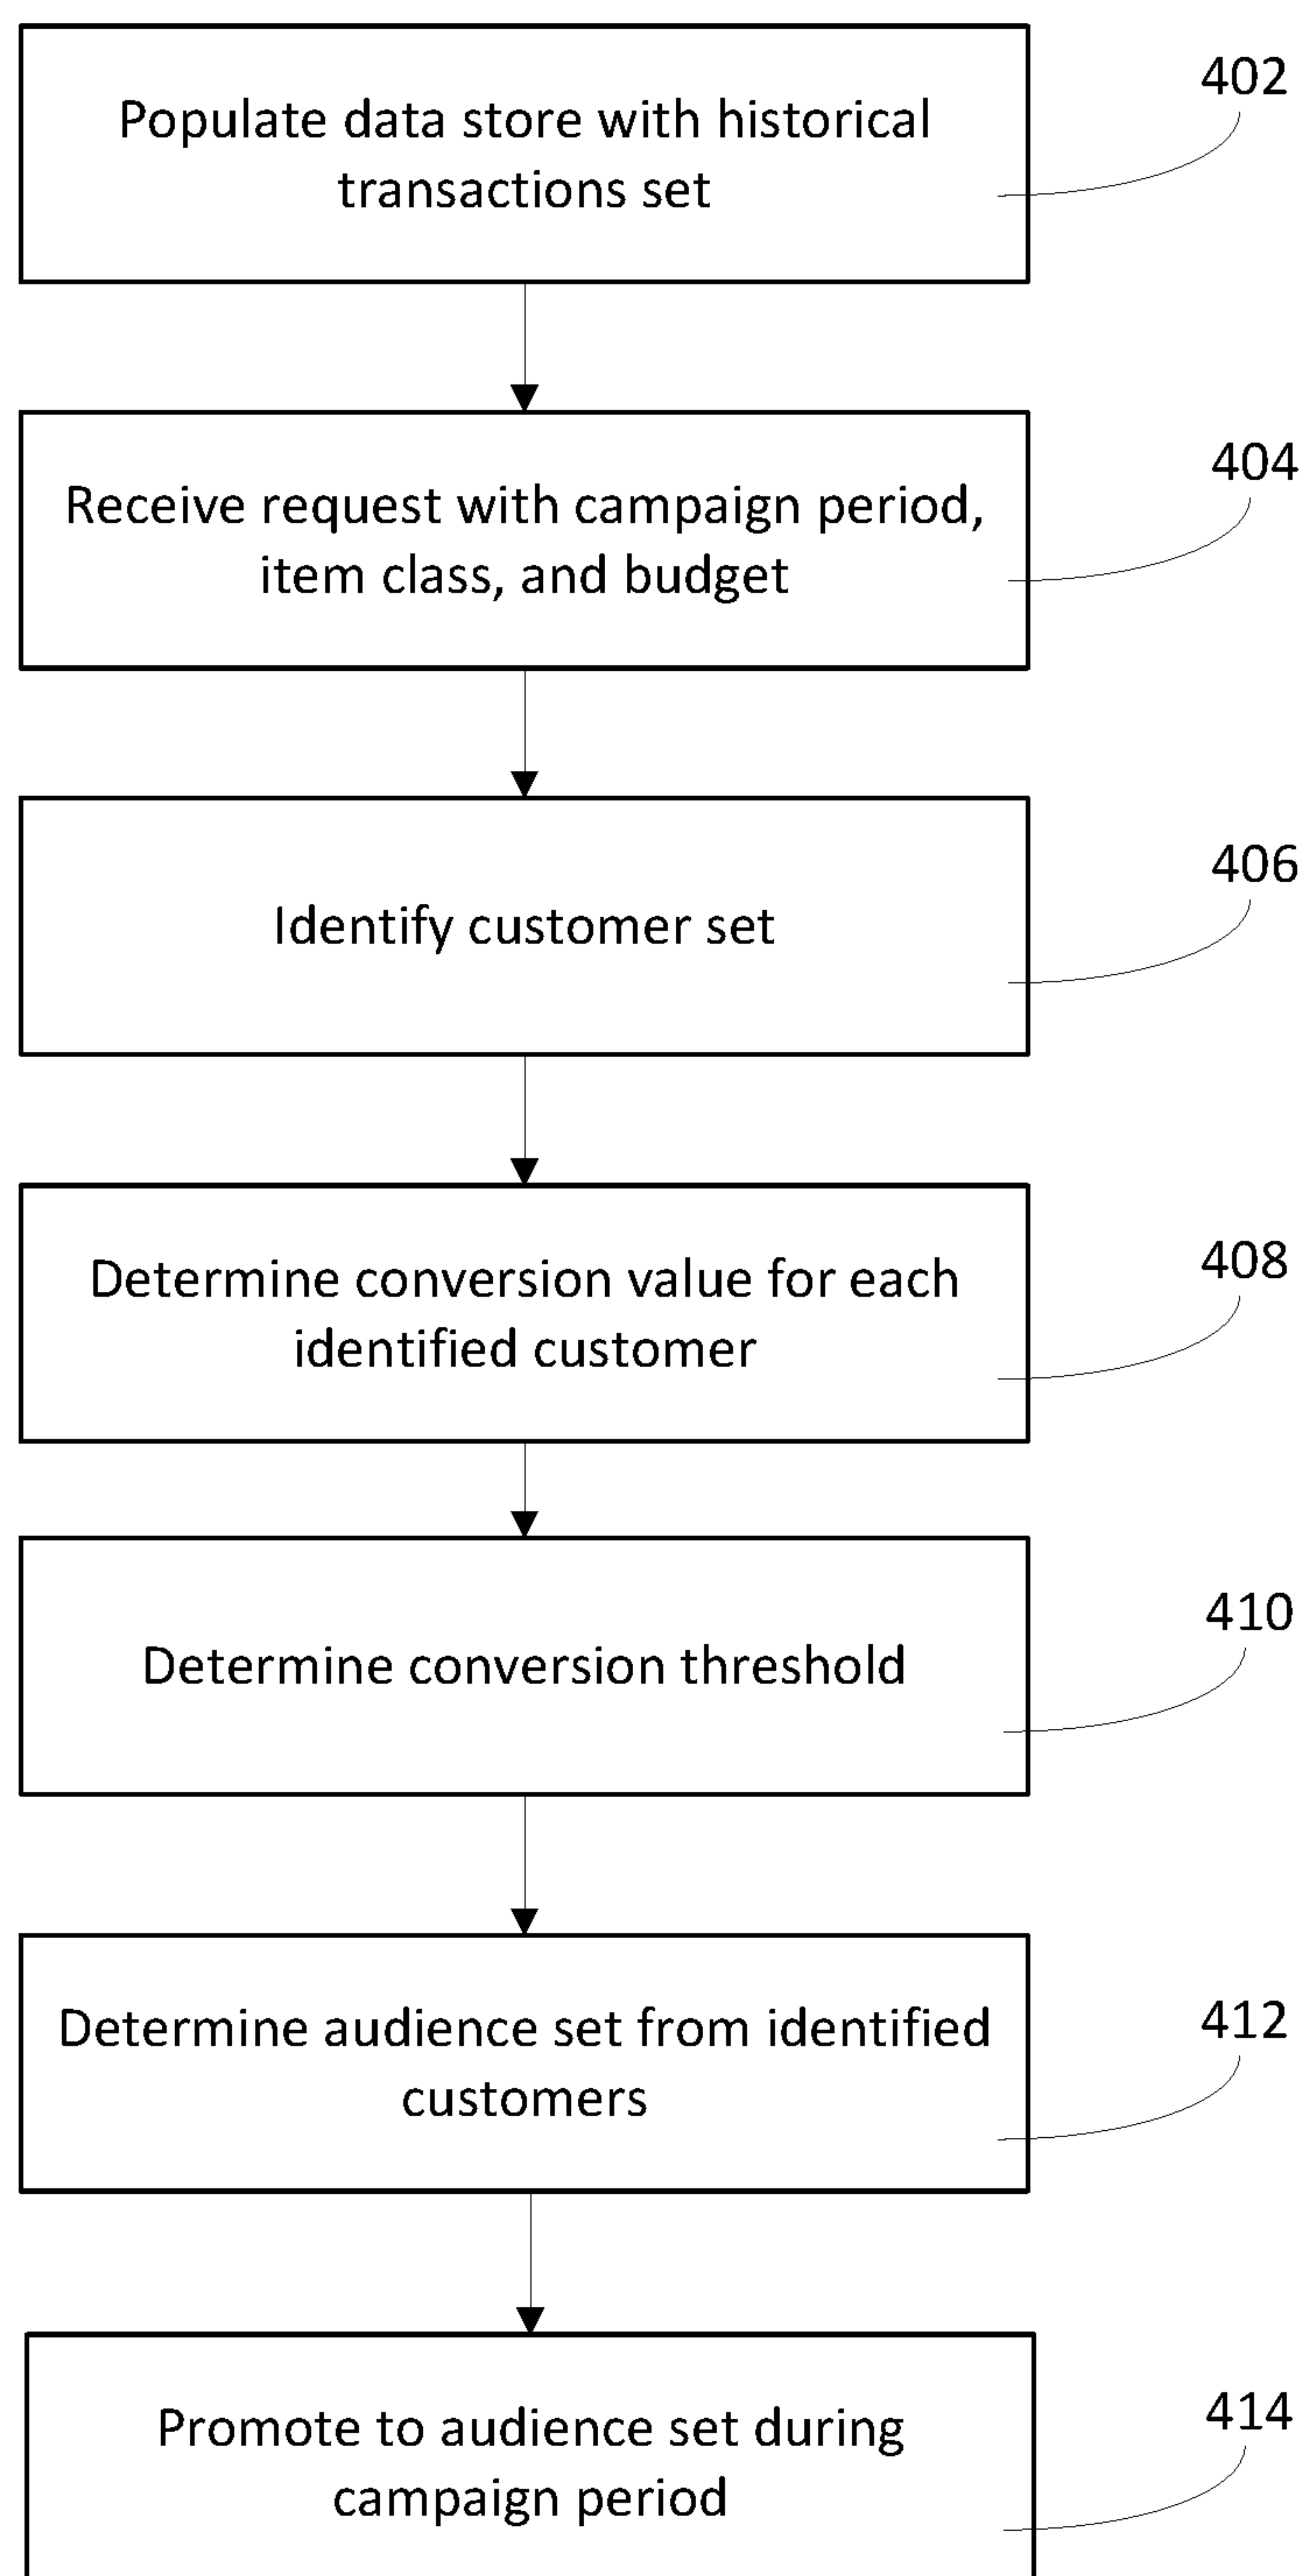 Populate data store with historical
transactions set
402
Receive request with campaign period,
item class, and budget
404
Identify customer set
406
Determine conversion value for each
identified customer
408
Determine conversion threshold
410
Determine audience set from identified
customers
412
Promote to audience set during
campaign period
414